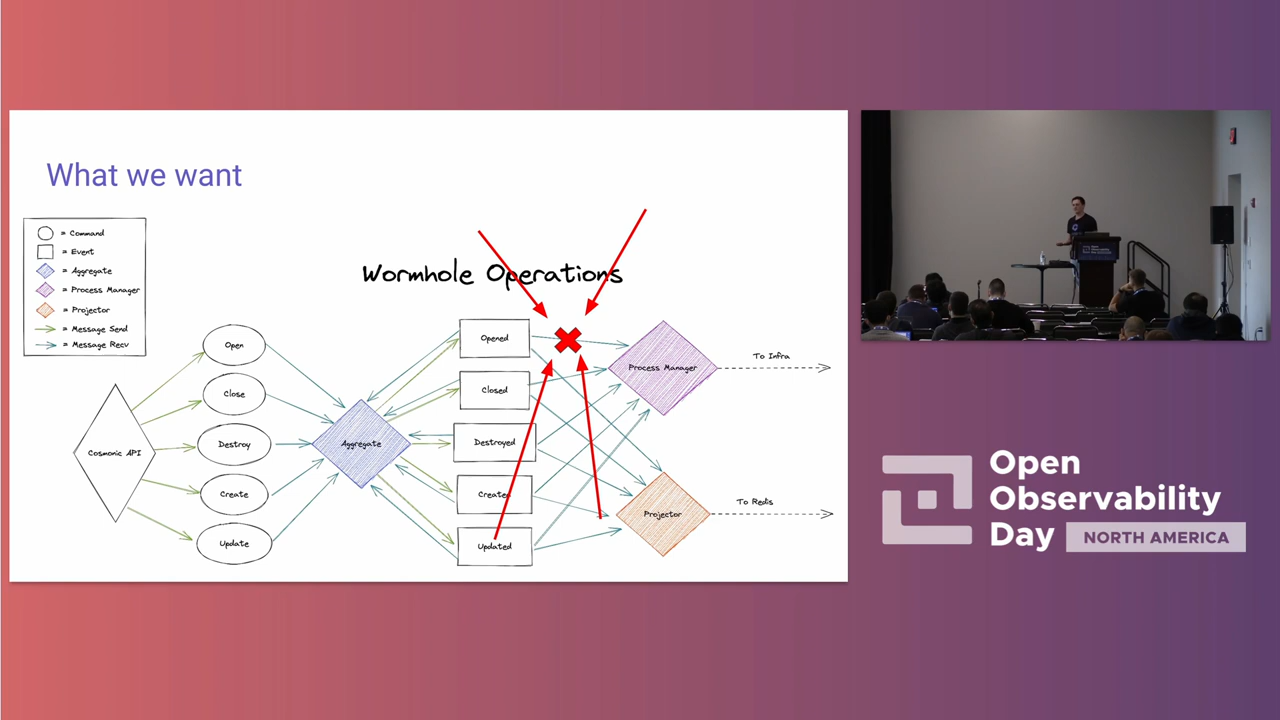 What we want
= Command
= Event
= Aggregate
= Process Manager
= Projector
= Message Send
= Message Recv
Wormhole Operations
Cosmonic API
Open
Close
Destroy
Create
Update
Aggregate
Opened
Closed
Destroyed
Created
Updated
Process Manager
Projector
To Infra
To Redis
Open
Observability
Day
NORTH AMERICA